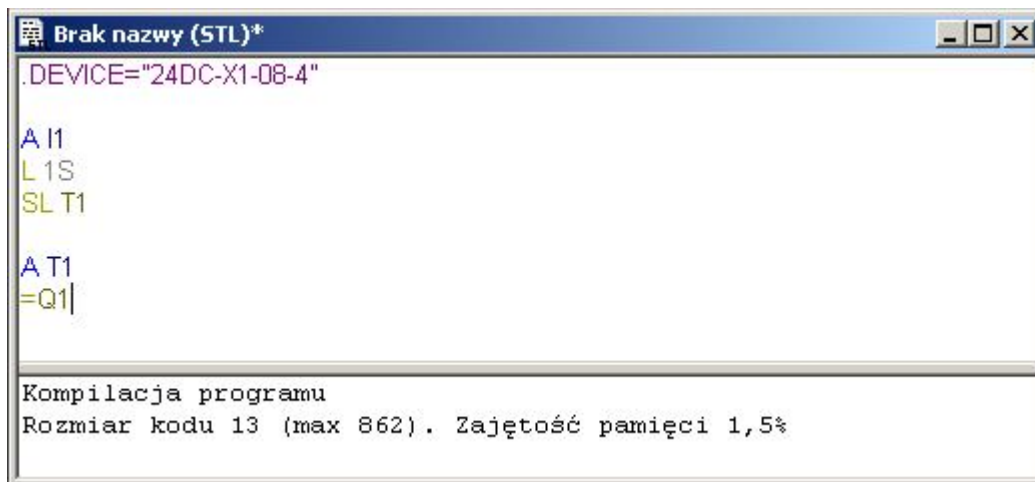 Brak nazwy (STL)*
.DEVICE="24DC-X1-08-4"
A I1
L 1S
SL T1
A T1
=Q1
Kompilacja programu
Rozmiar kodu 13 (max 862). Zajętość pamięci 1,5%